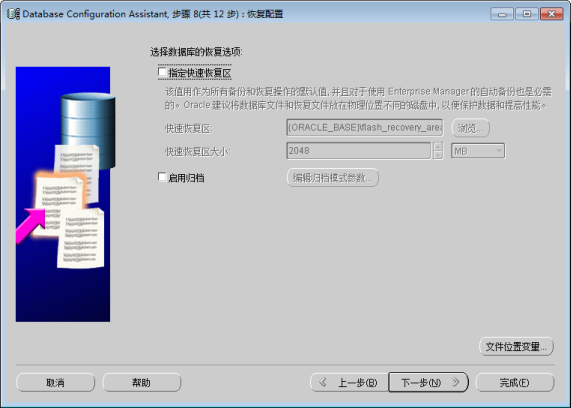 Database Configuration Assistant, 步骤 8(共 12 步) : 恢复配置
选择数据库的恢复选项:
指定快速恢复区
该值用作为所有备份和恢复操作的默认值, 并且对于使用 Enterprise Manager 的自动备份也是必需
的。Oracle 建议将数据库文件和恢复文件放在物理位置不同的磁盘中, 以便保护数据和提高性能。
快速恢复区: {ORACLE_BASE}\flash_recovery_area 浏览...
快速恢复区大小: 2048 MB
启用归档 编辑归档模式参数...
文件位置变量...
取消 帮助 上一步(B) 下一步(N) 完成(F)